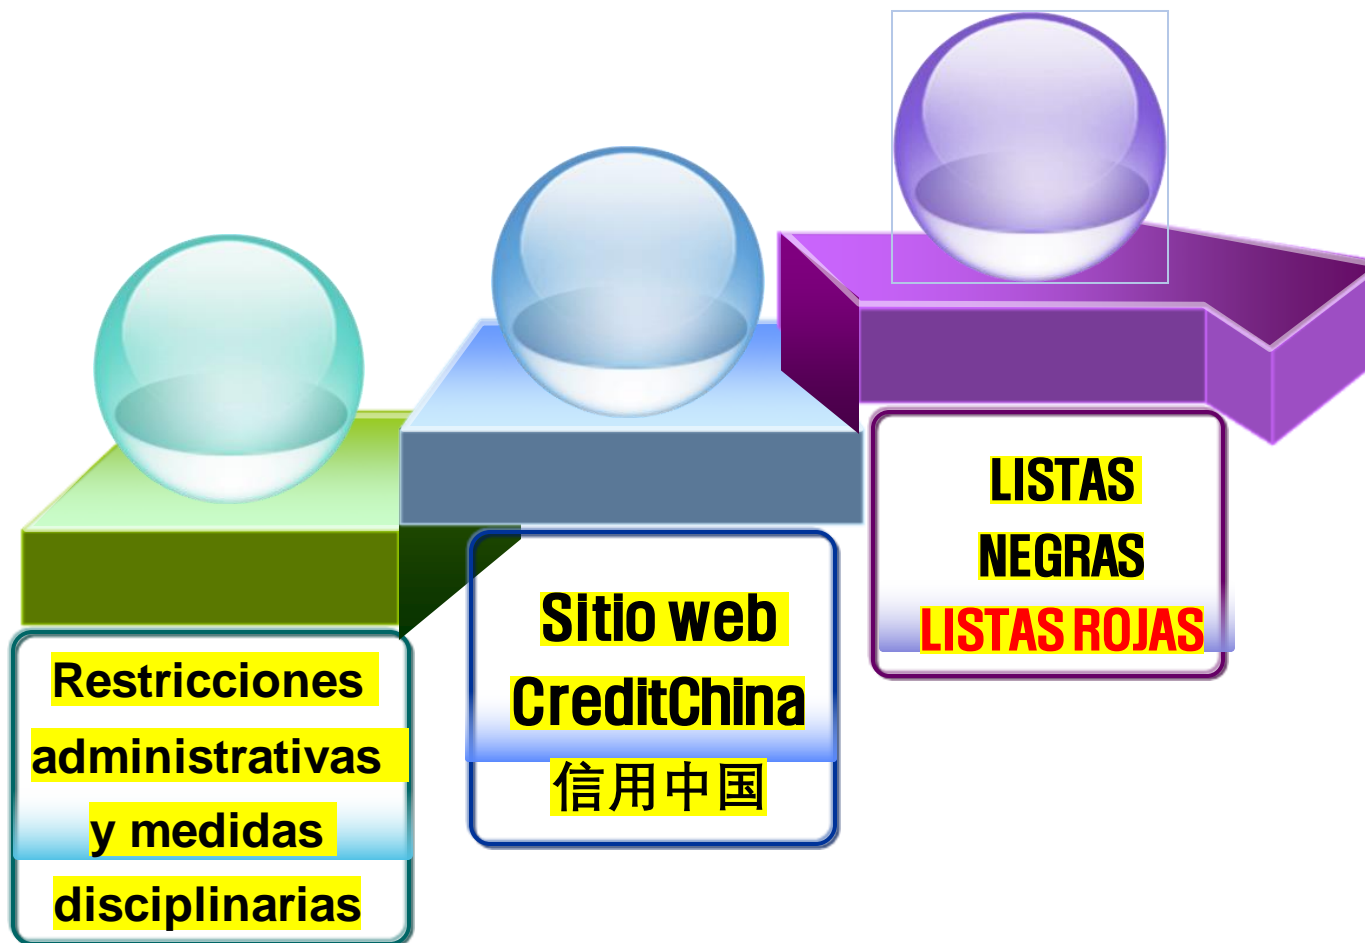 Restricciones
administrativas
y medidas
disciplinarias
Sitio web
CreditChina
信用中国
LISTAS
NEGRAS
LISTAS ROJAS